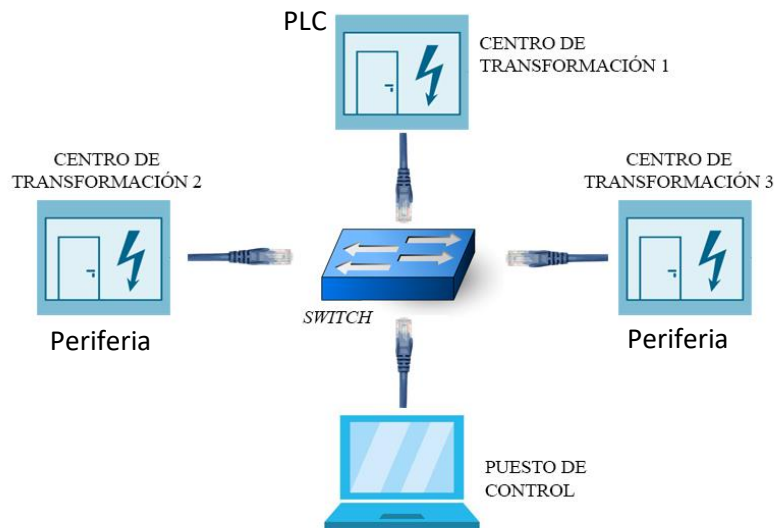 PLC
CENTRO DE
TRANSFORMACIÓN 1
CENTRO DE
TRANSFORMACIÓN 2
CENTRO DE
TRANSFORMACIÓN 3
SWITCH
Periferia
Periferia
PUESTO DE
CONTROL